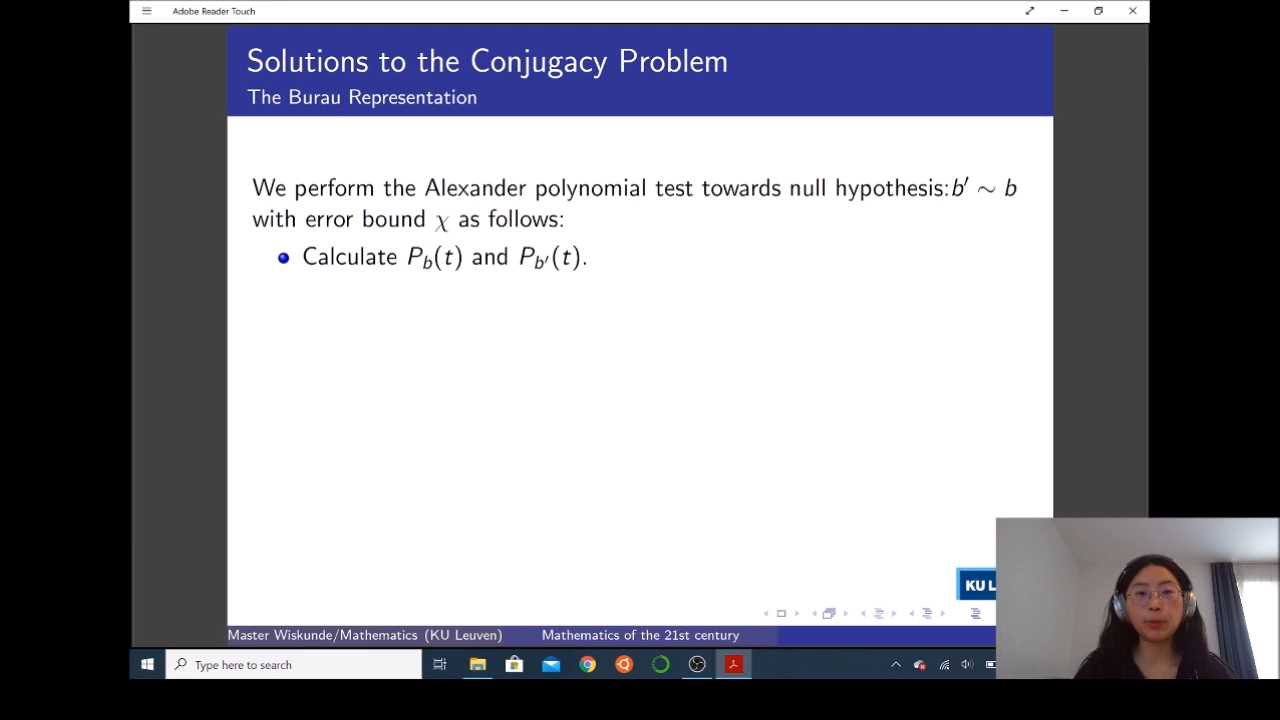 Adobe Reader Touch
Solutions to the Conjugacy Problem
The Burau Representation
We perform the Alexander polynomial test towards null hypothesis:b′ ∼ b
with error bound χ as follows:
Calculate P_b(t) and P_b′(t).
KU L
Master Wiskunde/Mathematics (KU Leuven) Mathematics of the 21st century
Type here to search